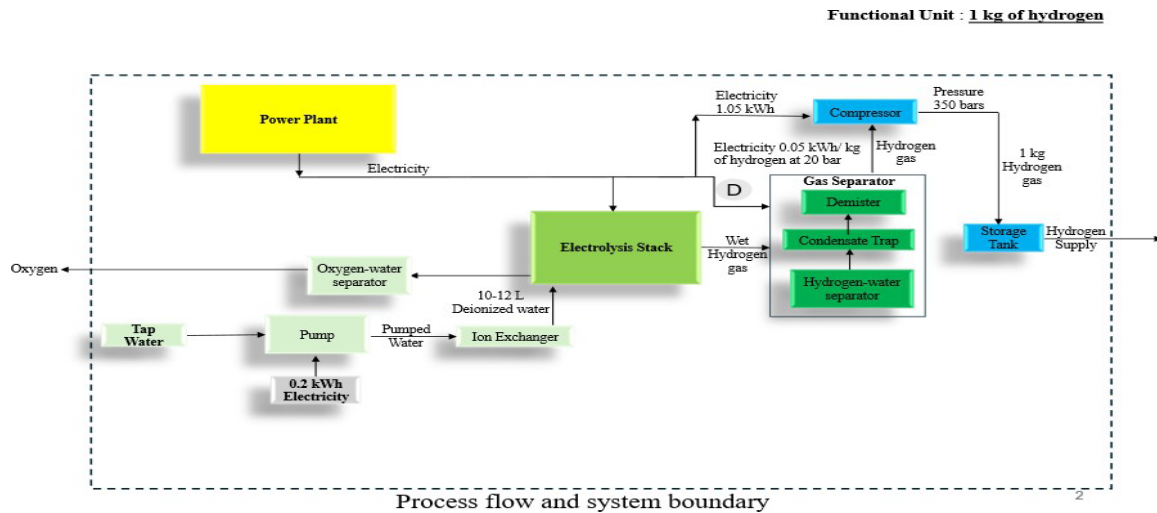 Functional Unit : 1 kg of hydrogen
Power Plant
Electricity
Electricity
1.05 kWh
Compressor
Pressure
350 bars
Electricity 0.05 kWh/ kg
of hydrogen at 20 bar
Hydrogen
gas
1 kg
Hydrogen
gas
D
Gas Separator
Demister
Condensate Trap
Hydrogen-water
separator
Electrolysis Stack
Wet
Hydrogen
gas
Storage
Tank
Hydrogen
Supply
Oxygen
Oxygen-water
separator
10-12 L
Deionized water
Tap
Water
Pump
Pumped
Water
Ion Exchanger
0.2 kWh
Electricity
Process flow and system boundary
2